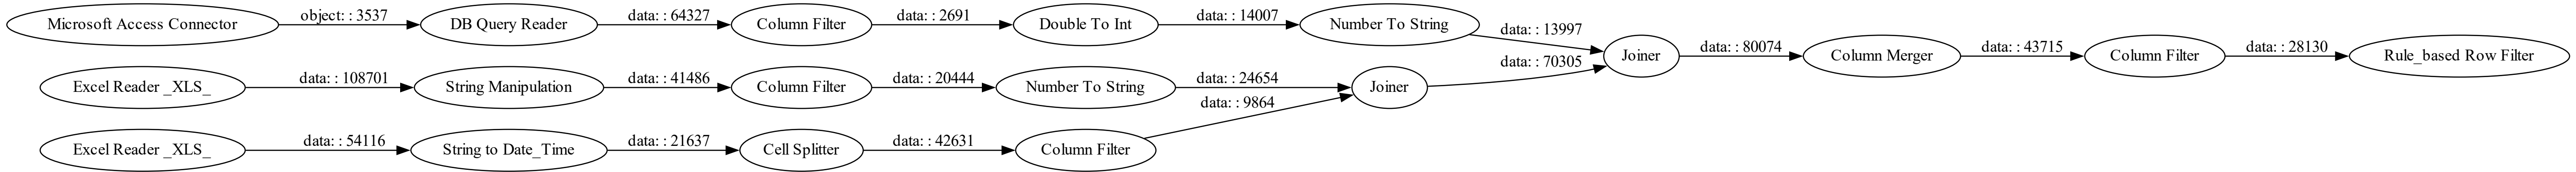 Microsoft Access Connector
object: : 3537
DB Query Reader
data: : 64327
Column Filter
data: : 2691
Double To Int
data: : 14007
Number To String
data: : 13997
Joiner
data: : 80074
Column Merger
data: : 43715
Column Filter
data: : 28130
Rule_based Row Filter
Excel Reader _XLS_
data: : 108701
String Manipulation
data: : 41486
Column Filter
data: : 20444
Number To String
data: : 24654
Joiner
data: : 70305
Excel Reader _XLS_
data: : 54116
String to Date_Time
data: : 21637
Cell Splitter
data: : 42631
Column Filter
data: : 9864